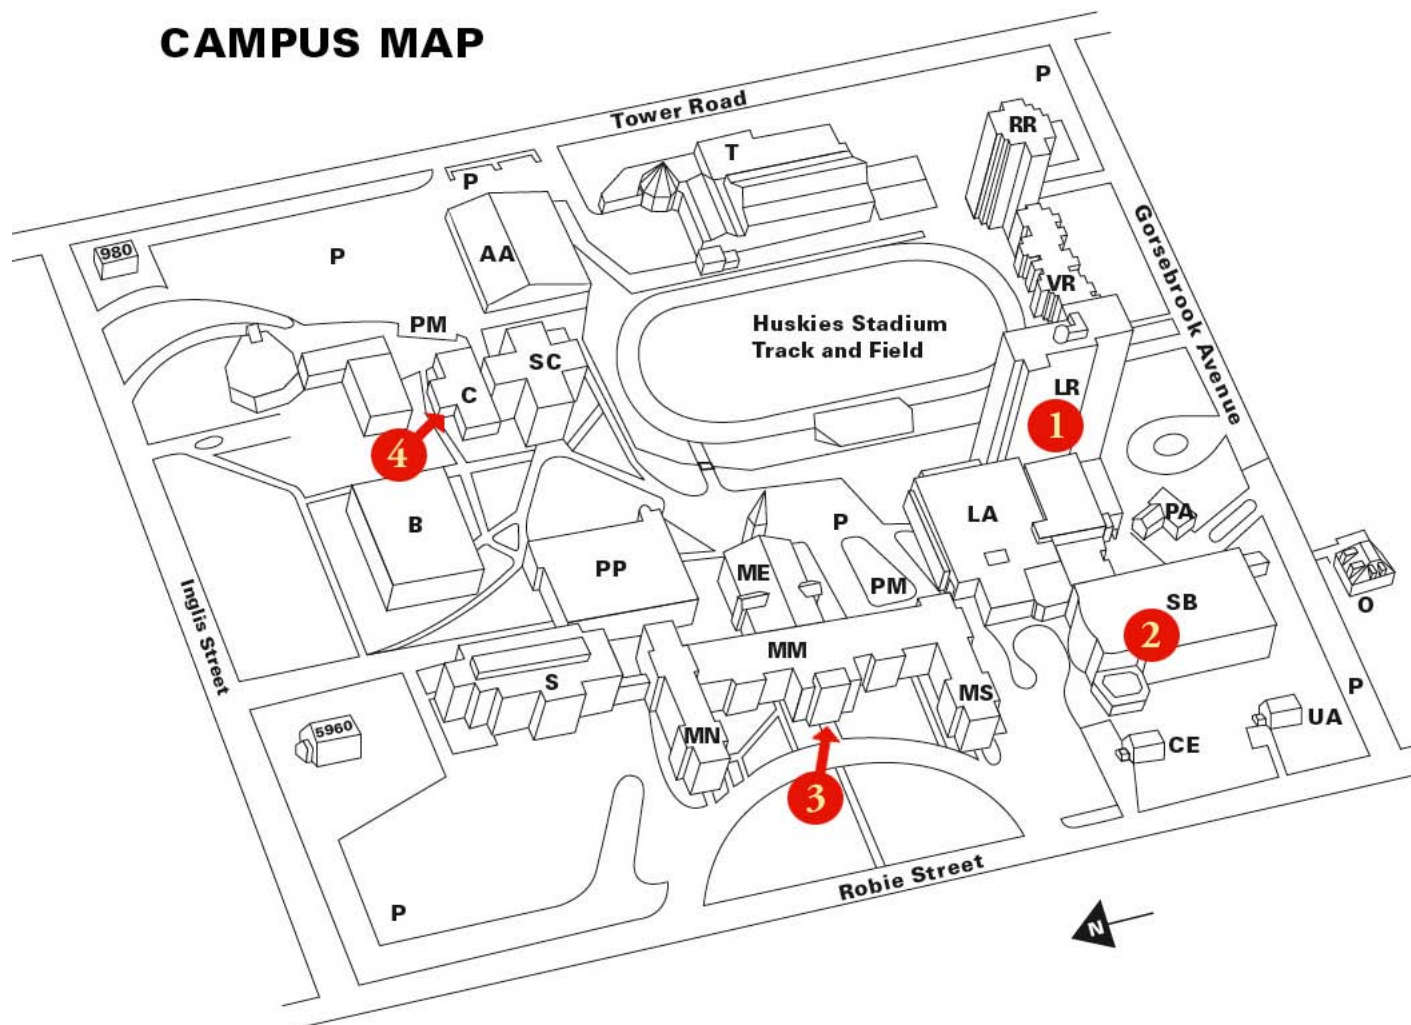 CAMPUS MAP
Tower Road
P
RR
T
P
980
P
AA
Gorsebrook Avenue
VR
PM
Huskies Stadium
Track and Field
SC
C
LR
1
4
B
P
LA
PA
PP
ME
PM
SB
O
2
Inglis Street
MM
S
MS
P
5960
MN
UA
CE
3
Robie Street
P
N